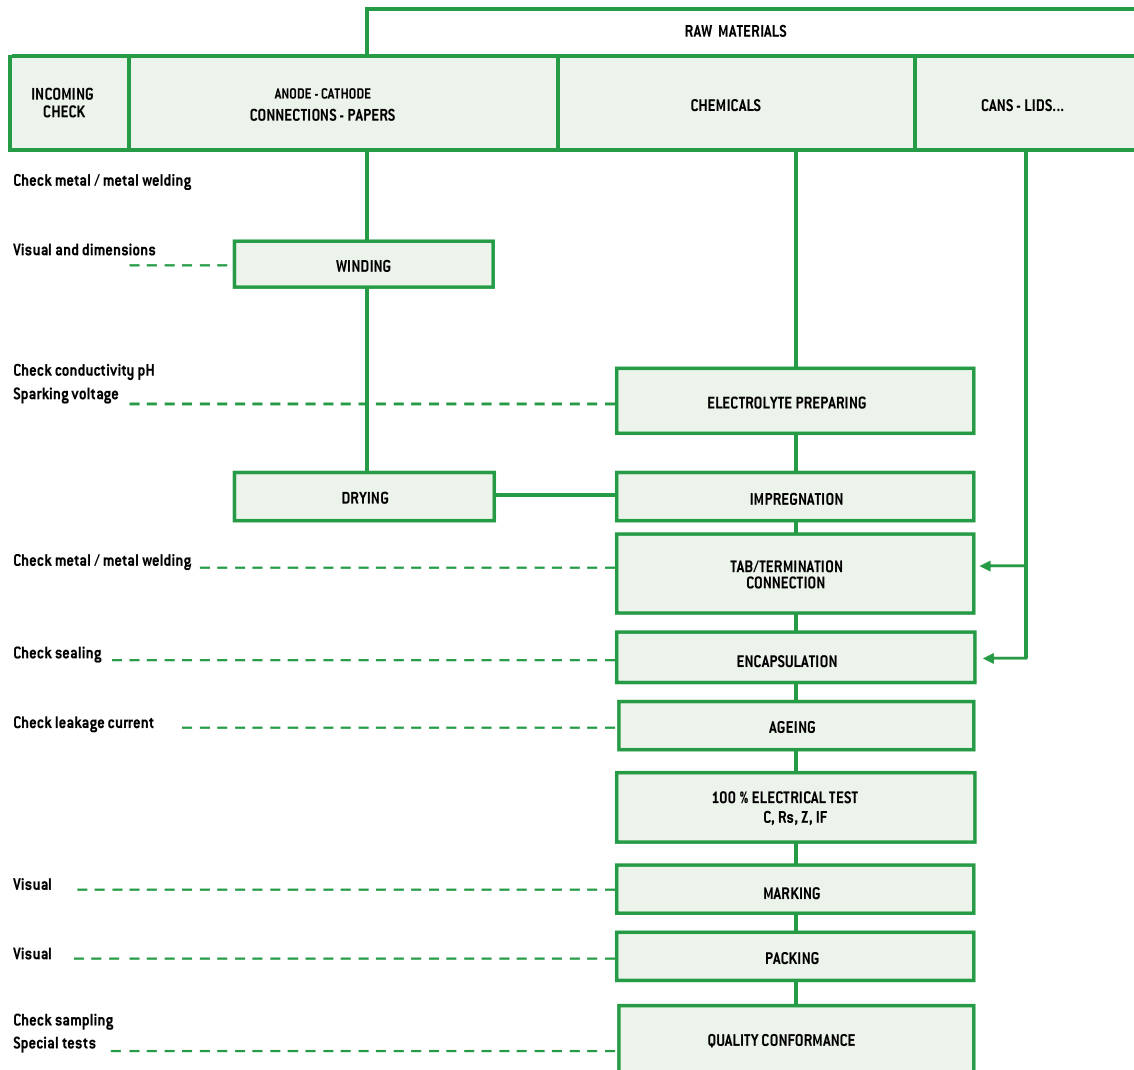 RAW MATERIALS
INCOMING
CHECK
ANODE - CATHODE
CONNECTIONS - PAPERS
CHEMICALS
CANS - LIDS...
Check metal / metal welding
Visual and dimensions
WINDING
Check conductivity pH
Sparking voltage
ELECTROLYTE PREPARING
DRYING
IMPREGNATION
Check metal / metal welding
TAB/TERMINATION
CONNECTION
Check sealing
ENCAPSULATION
Check leakage current
AGEING
100 % ELECTRICAL TEST
C, Rs, Z, IF
Visual
MARKING
Visual
PACKING
Check sampling
Special tests
QUALITY CONFORMANCE